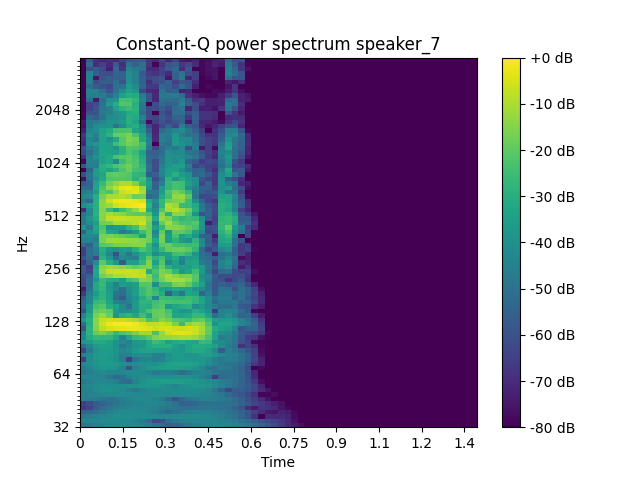 Constant-Q power spectrum speaker_7
Hz
2048
1024
512
256
128
64
32
0 0.15 0.3 0.45 0.6 0.75 0.9 1.1 1.2 1.4
Time
+0 dB
-10 dB
-20 dB
-30 dB
-40 dB
-50 dB
-60 dB
-70 dB
-80 dB